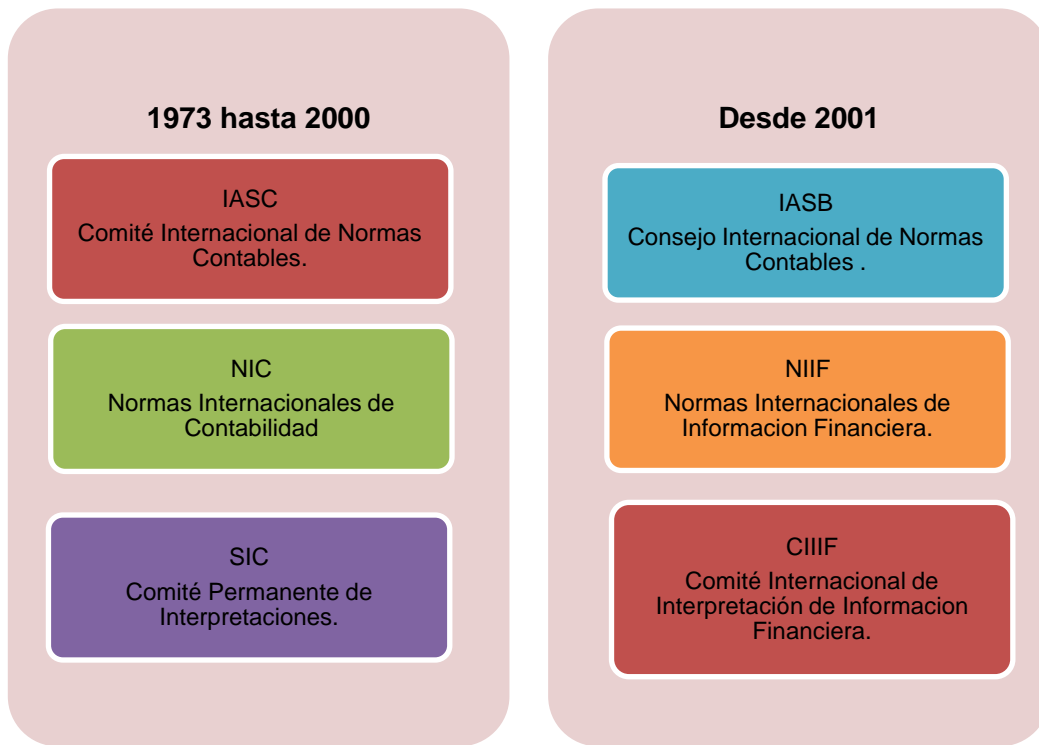 1973 hasta 2000
IASC
Comité Internacional de Normas
Contables.
NIC
Normas Internacionales de
Contabilidad
SIC
Comité Permanente de
Interpretaciones.
Desde 2001
IASB
Consejo Internacional de Normas
Contables .
NIIF
Normas Internacionales de
Informacion Financiera.
CIIIF
Comité Internacional de
Interpretación de Informacion
Financiera.